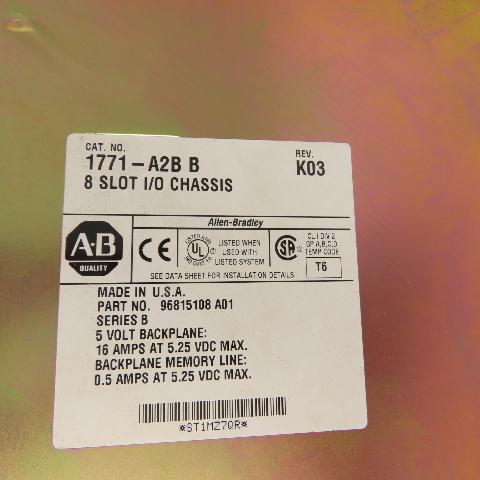 CAT. NO.
1771-A2B B
8 SLOT I/O CHASSIS
REV.
K03
Allen-Bradley
A-B
QUALITY
CE
LISTED WHEN
USED WITH
LISTED SYSTEM
UL
SA
CL I DIV 2
GP A,B,C,D
TEMP CODE
T6
SEE DATA SHEET FOR INSTALLATION DETAILS
MADE IN U.S.A.
PART NO. 96815108 A01
SERIES B
5 VOLT BACKPLANE:
16 AMPS AT 5.25 VDC MAX.
BACKPLANE MEMORY LINE:
0.5 AMPS AT 5.25 VDC MAX.
*ST1MZ7QR*